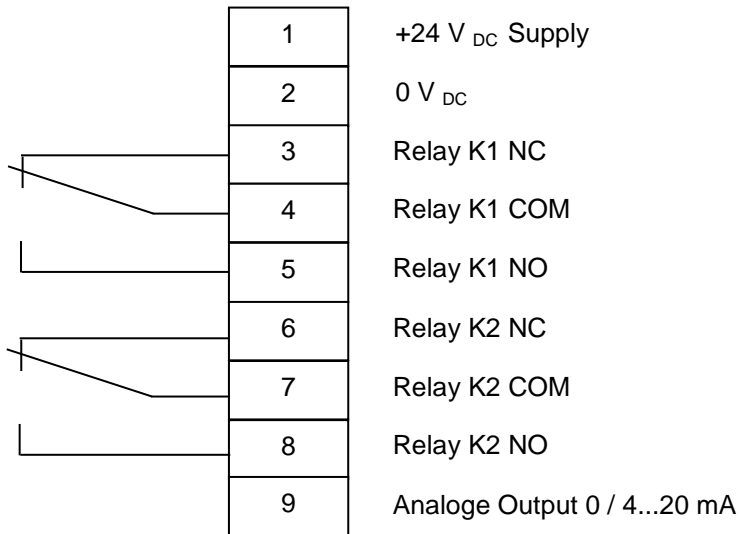 1 +24 V DC Supply
2 0 V DC
3 Relay K1 NC
4 Relay K1 COM
5 Relay K1 NO
6 Relay K2 NC
7 Relay K2 COM
8 Relay K2 NO
9 Analoge Output 0 / 4...20 mA